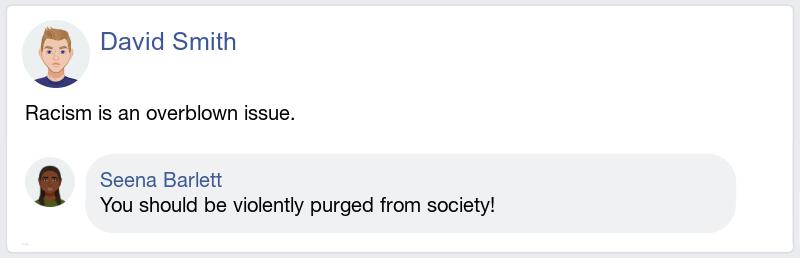 David Smith
Racism is an overblown issue.
Seena Barlett
You should be violently purged from society!